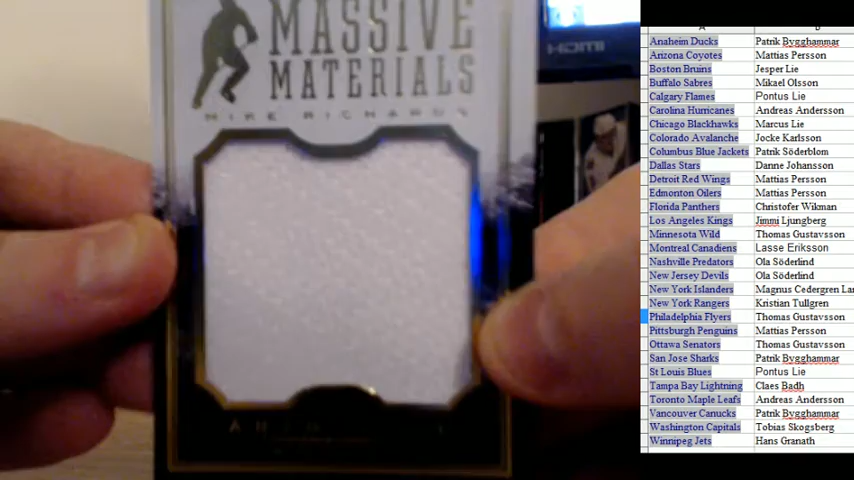 MASSIVE
MATERIALS
MIKE RICHARDS
HDMI
Anaheim Ducks Patrik Bygghammar
Arizona Coyotes Mattias Persson
Boston Bruins Jesper Lie
Buffalo Sabres Mikael Olsson
Calgary Flames Pontus Lie
Carolina Hurricanes Andreas Andersson
Chicago Blackhawks Marcus Lie
Colorado Avalanche Jocke Karlsson
Columbus Blue Jackets Patrik Söderblom
Dallas Stars Danne Johansson
Detroit Red Wings Mattias Persson
Edmonton Oilers Mattias Persson
Florida Panthers Christofer Wikman
Los Angeles Kings Jimmi Ljungberg
Minnesota Wild Thomas Gustavsson
Montreal Canadiens Lasse Eriksson
Nashville Predators Ola Söderlind
New Jersey Devils Ola Söderlind
New York Islanders Magnus Cedergren
New York Rangers Kristian Tullgren
Philadelphia Flyers Thomas Gustavsson
Pittsburgh Penguins Mattias Persson
Ottawa Senators Thomas Gustavsson
San Jose Sharks Patrik Bygghammar
St Louis Blues Pontus Lie
Tampa Bay Lightning Claes Badh
Toronto Maple Leafs Andreas Andersson
Vancouver Canucks Patrik Bygghammar
Washington Capitals Tobias Skogsberg
Winnipeg Jets Hans Granath